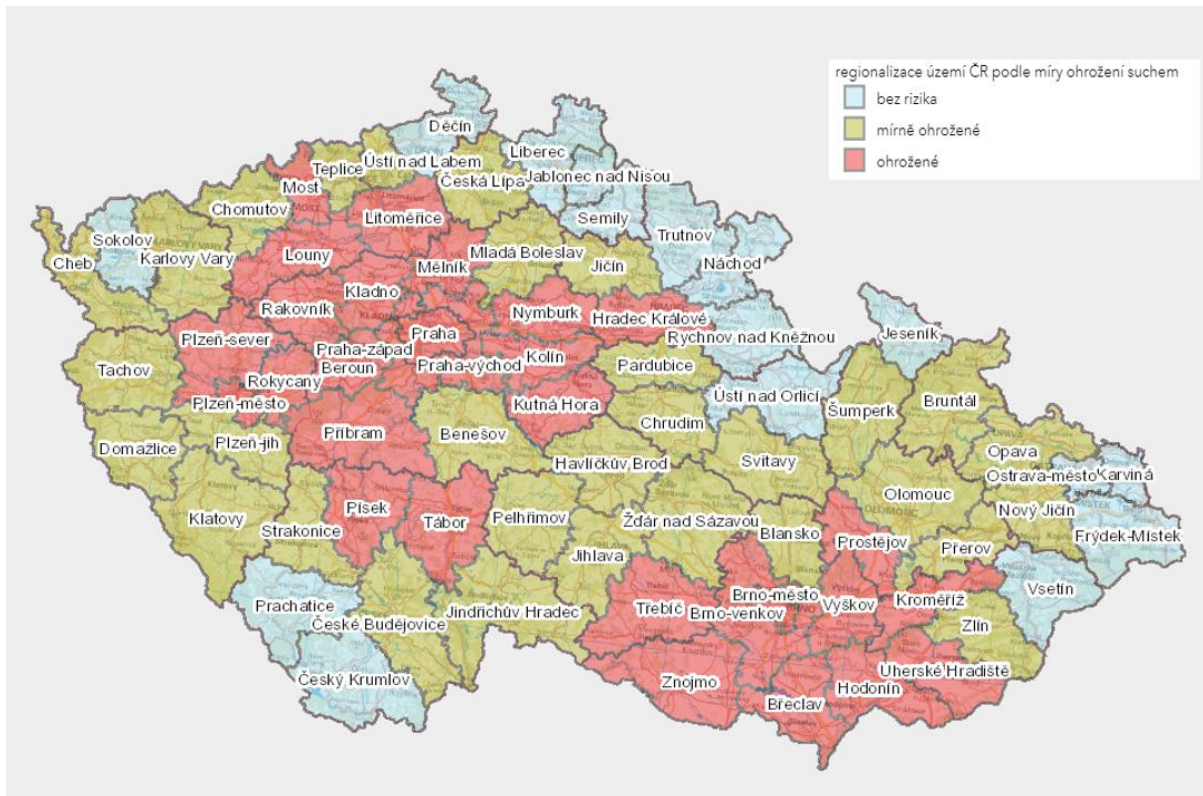 regionalizace území ČR podle míry ohrožení suchem
bez rizika
mírně ohrožené
ohrožené
Děčín
Liberec
Ústí nad Labem
Teplice
Jablonec nad Nisou
Česká Lípa
Most
Chomutov
Litoměřice
Semily
Trutnov
Sokolov
Karlovy Vary
Cheb
Louny
Mladá Boleslav
Mělník
Jičín
Náchod
Kladno
Rakovník
Nymburk
Hradec Králové
Praha
Rychnov nad Kněžnou
Jeseník
Plzeň-sever
Praha-západ
Kolín
Tachov
Beroun
Praha-východ
Pardubice
Rokycany
Plzeň-město
Kutná Hora
Ústí nad Orlicí
Šumperk
Bruntál
Příbram
Benešov
Chrudim
Domažlice
Plzeň-jih
Havlíčkův Brod
Svitavy
Opava
Ostrava-město
Karviná
Olomouc
Nový Jičín
Klatovy
Písek
Pelhřimov
Žďár nad Sázavou
Tábor
Strakonice
Blansko
Prostějov
Frýdek-Místek
Přerov
Jihlava
Vsetín
Prachatice
Jindřichův Hradec
Třebíč
Brno-město
Brno-venkov
Vyškov
Kroměříž
České Budějovice
Zlín
Český Krumlov
Znojmo
Hodonín
Uherské Hradiště
Břeclav